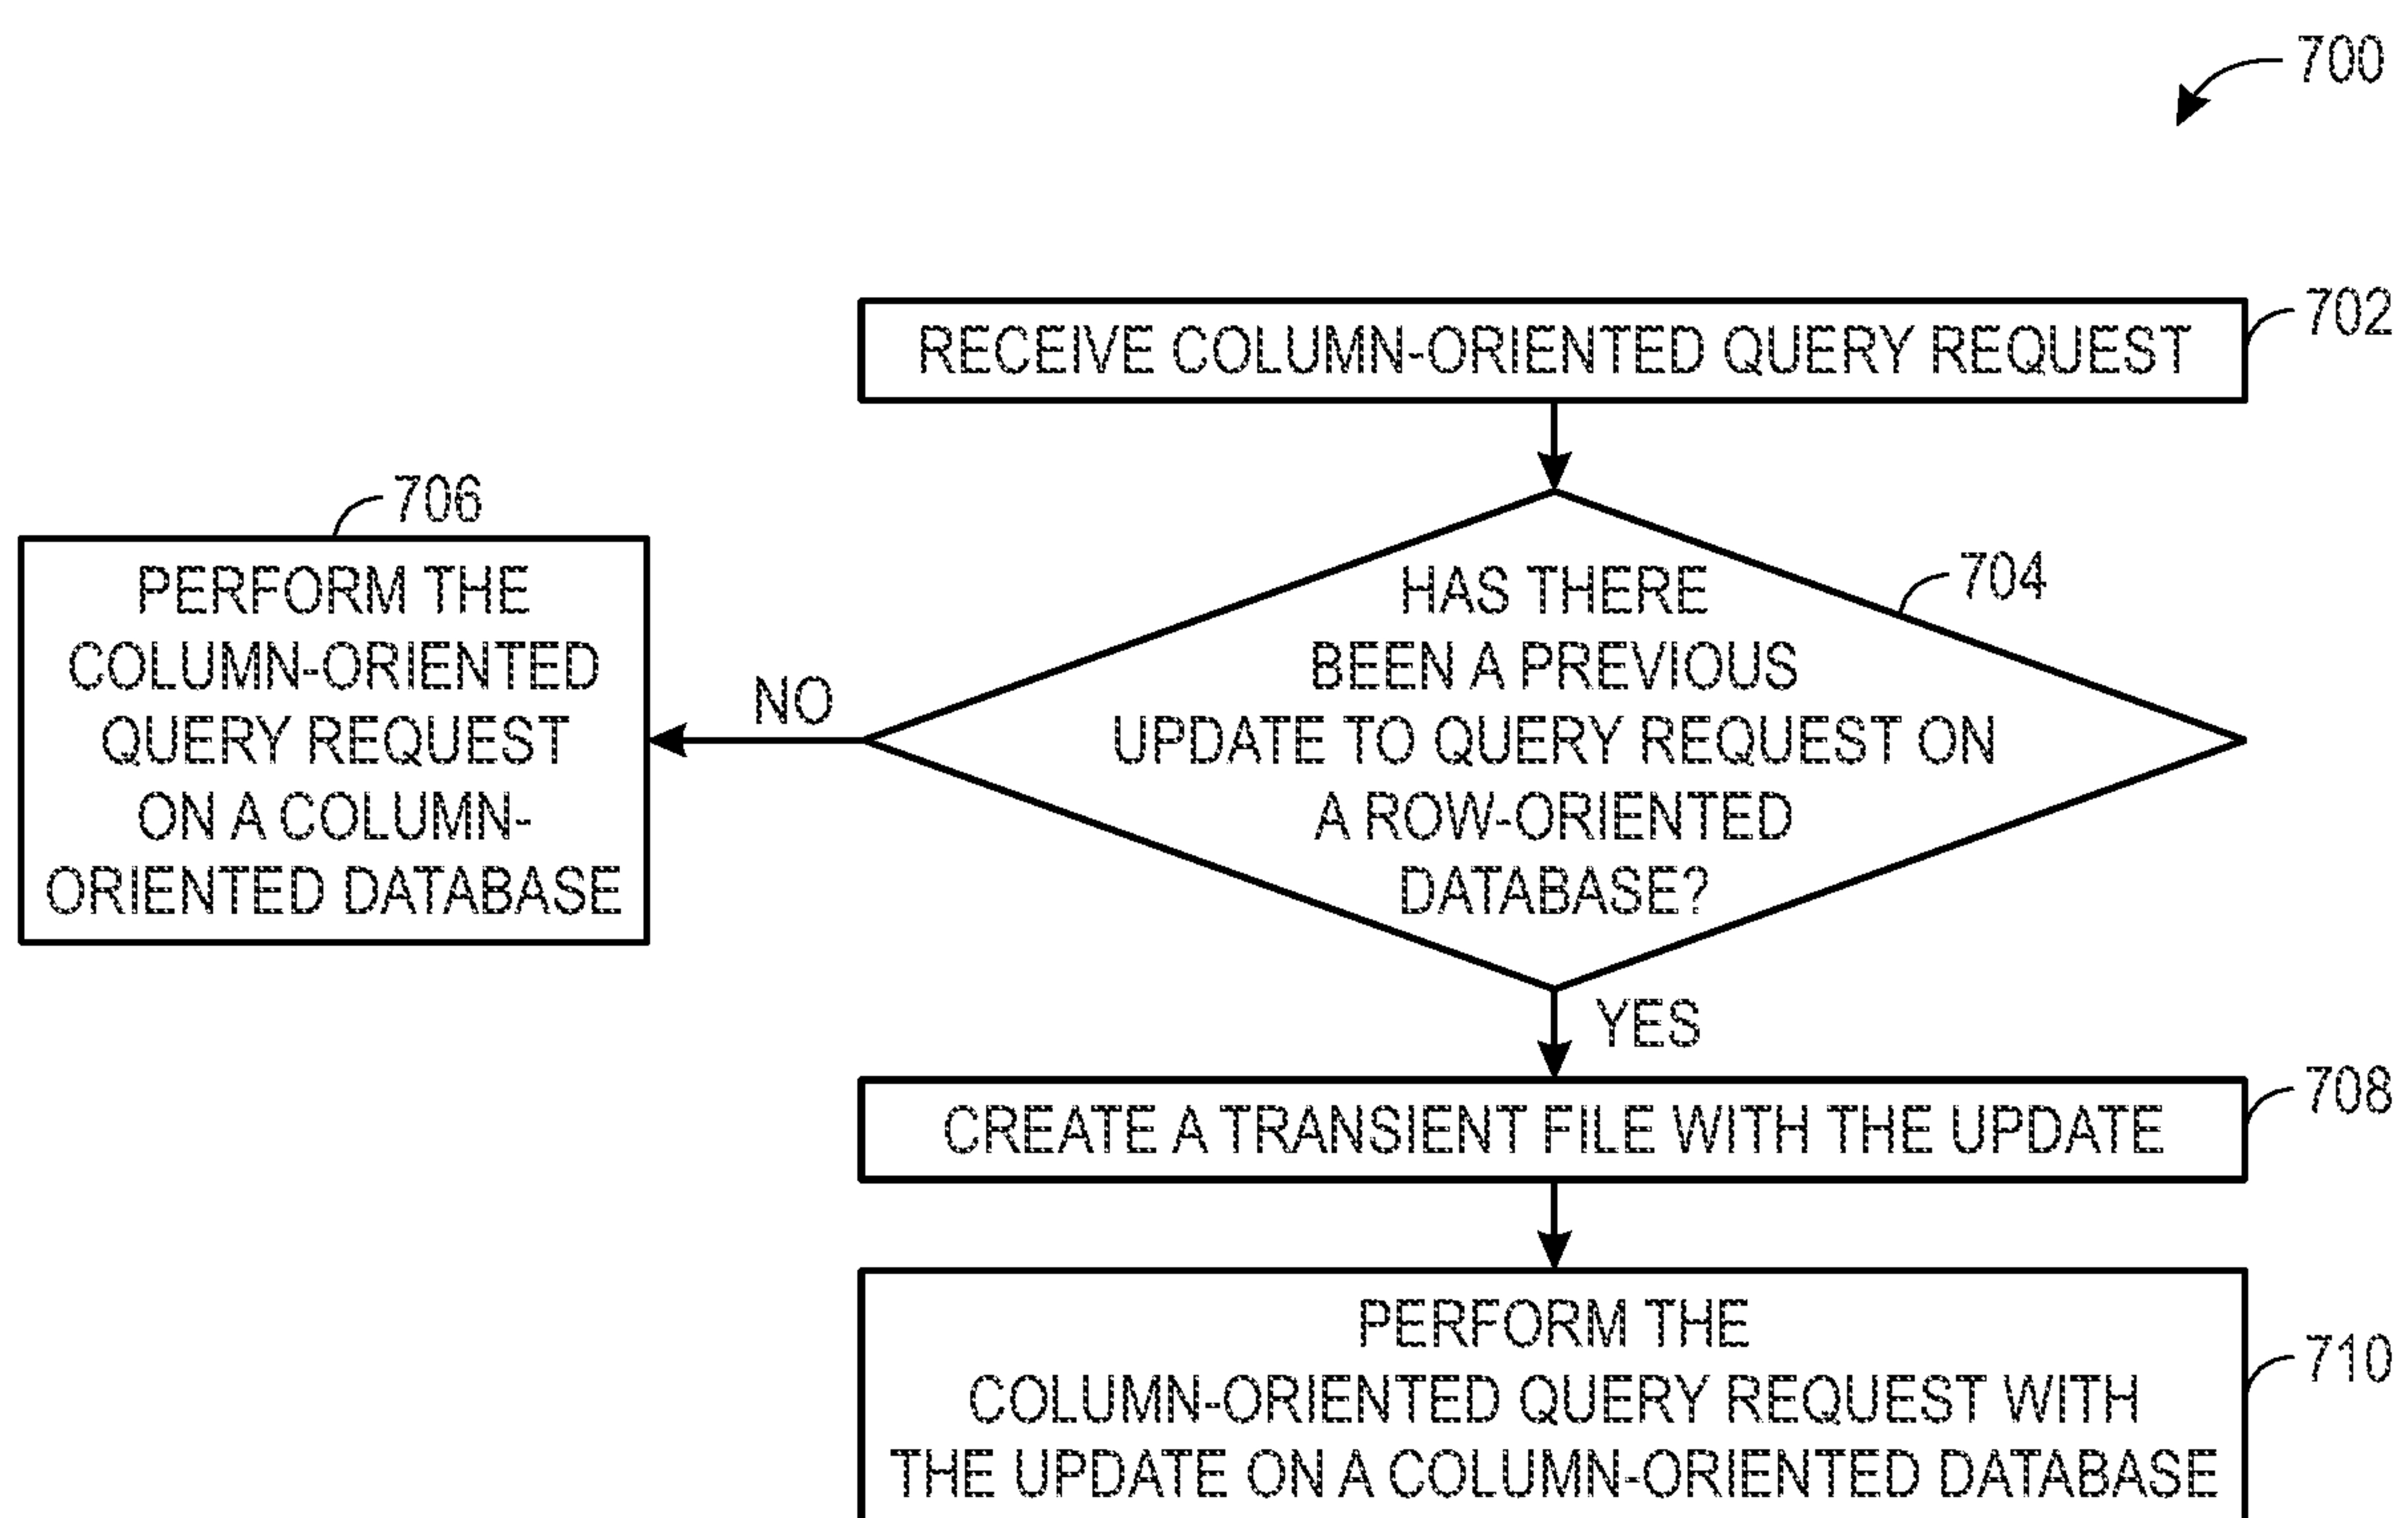 700
RECEIVE COLUMN-ORIENTED QUERY REQUEST
702
706
PERFORM THE
COLUMN-ORIENTED
QUERY REQUEST
ON A COLUMN-
ORIENTED DATABASE
NO
HAS THERE
BEEN A PREVIOUS
UPDATE TO QUERY REQUEST ON
A ROW-ORIENTED
DATABASE?
704
YES
CREATE A TRANSIENT FILE WITH THE UPDATE
708
PERFORM THE
COLUMN-ORIENTED QUERY REQUEST WITH
THE UPDATE ON A COLUMN-ORIENTED DATABASE
710